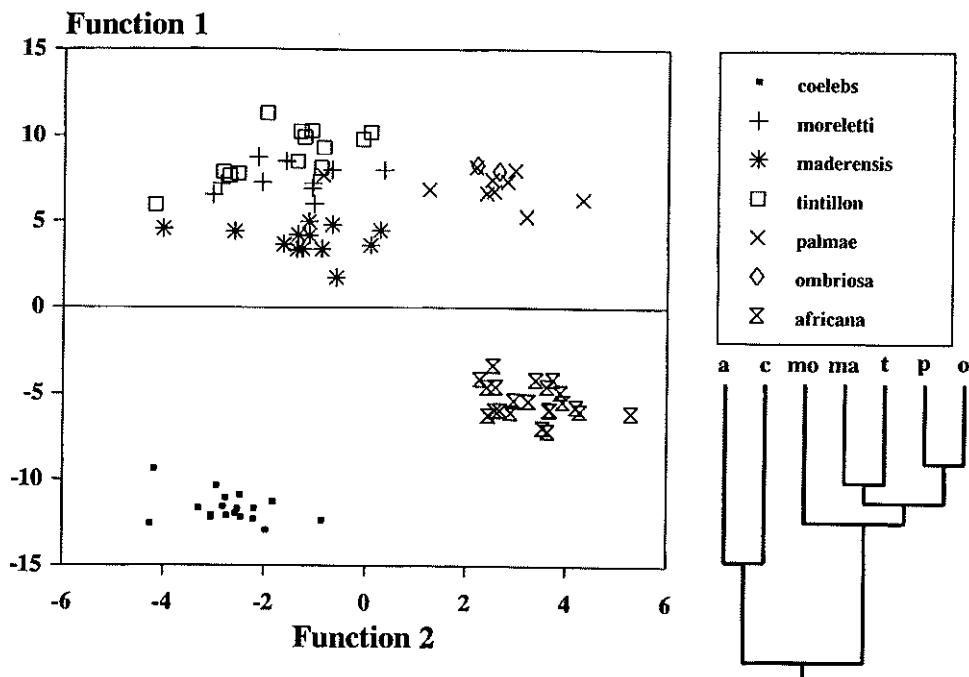 Function 1
15
10
5
0
-5
-10
-15
-6 -4 -2 0 2 4 6
Function 2
coelebs
moreletti
maderensis
tintillon
palmae
ombriosa
africana
a c mo ma t p o